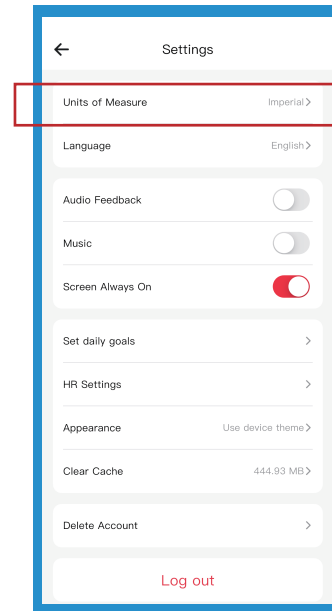 Settings
Units of Measure Imperial
Language English
Audio Feedback
Music
Screen Always On
Set daily goals
HR Settings
Appearance Use device theme
Clear Cache 444.93 MB
Delete Account
Log out